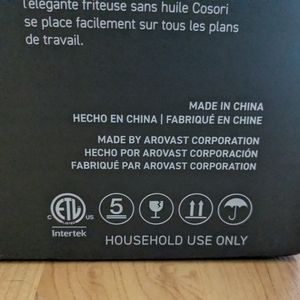 l'élégante friteuse sans huile Cosori
se place facilement sur tous les plans
de travail.
MADE IN CHINA
HECHO EN CHINA | FABRIQUÉ EN CHINE
MADE BY AROVAST CORPORATION
HECHO POR AROVAST CORPORACIÓN
FABRIQUÉ PAR AROVAST CORPORATION
C ETL US
Intertek
5
HOUSEHOLD USE ONLY